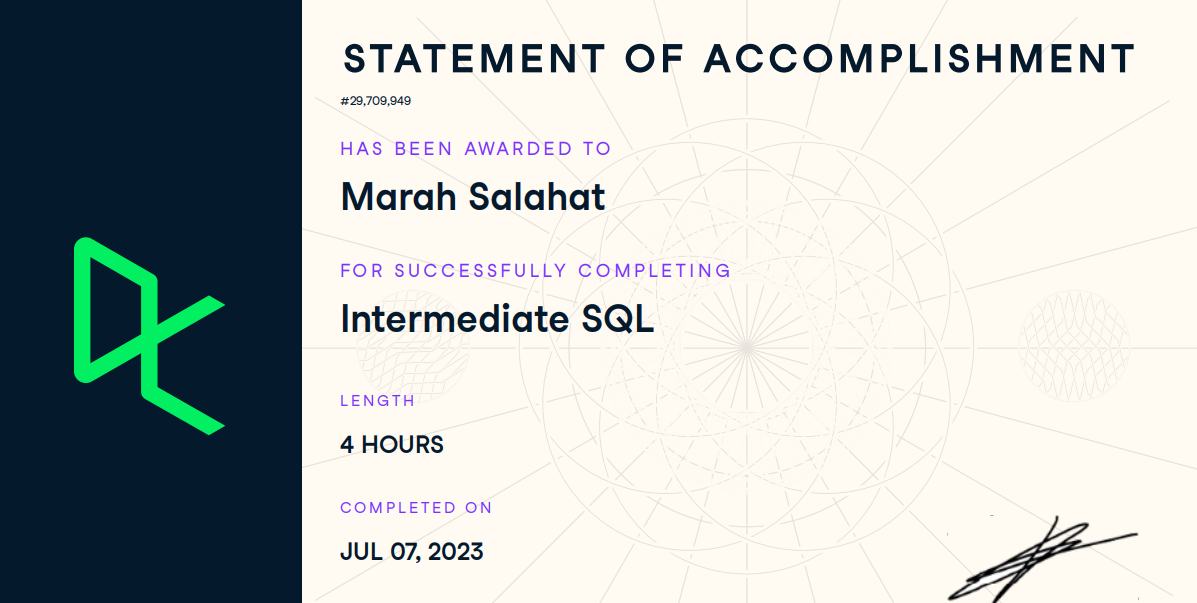 STATEMENT OF ACCOMPLISHMENT
#29,709,949
HAS BEEN AWARDED TO
Marah Salahat
FOR SUCCESSFULLY COMPLETING
Intermediate SQL
LENGTH
4 HOURS
COMPLETED ON
JUL 07, 2023